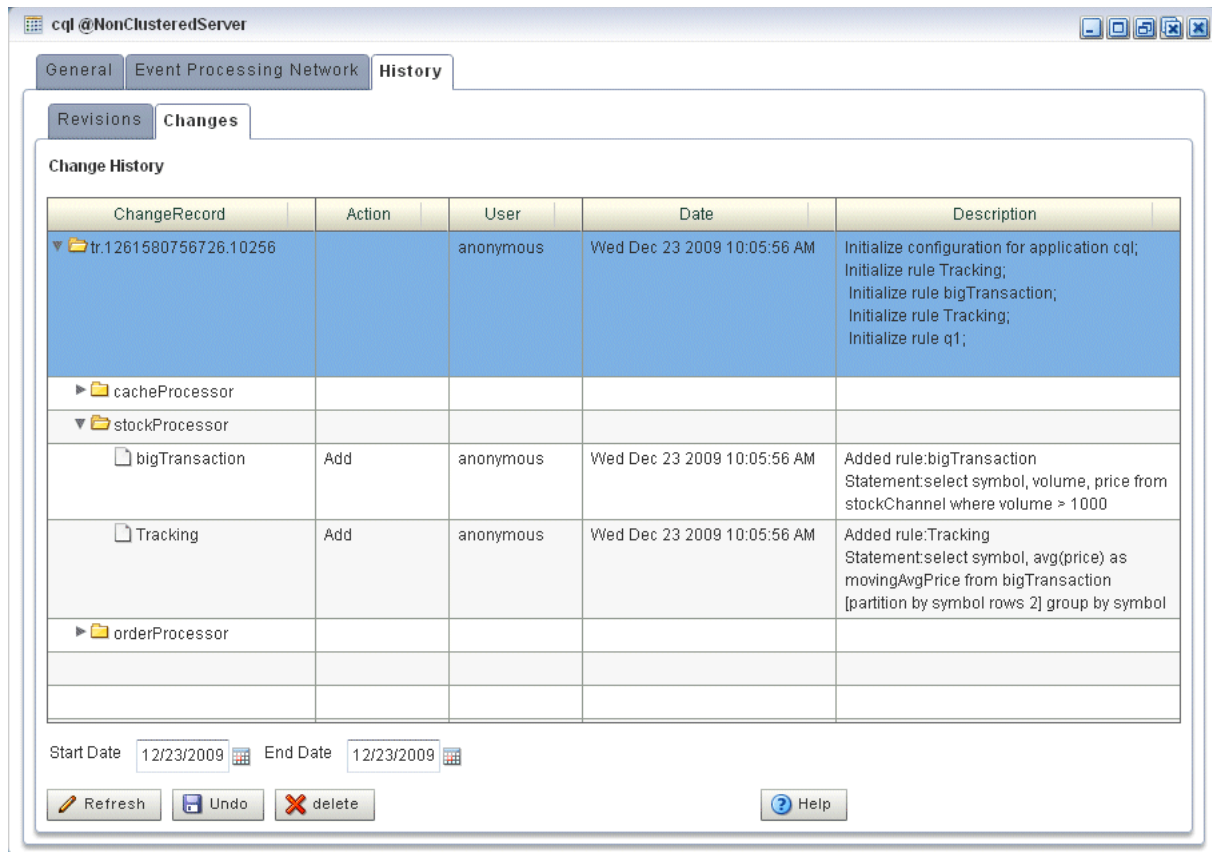 cql @NonClusteredServer
General Event Processing Network History
Revisions Changes
Change History
ChangeRecord Action User Date Description
tr.1261580756726.10256 anonymous Wed Dec 23 2009 10:05:56 AM Initialize configuration for application cql;
Initialize rule Tracking;
Initialize rule bigTransaction;
Initialize rule Tracking;
Initialize rule q1;
cacheProcessor
stockProcessor
bigTransaction Add anonymous Wed Dec 23 2009 10:05:56 AM Added rule:bigTransaction
Statement:select symbol, volume, price from
stockChannel where volume > 1000
Tracking Add anonymous Wed Dec 23 2009 10:05:56 AM Added rule:Tracking
Statement:select symbol, avg(price) as
movingAvgPrice from bigTransaction
[partition by symbol rows 2] group by symbol
orderProcessor
Start Date 12/23/2009 End Date 12/23/2009
Refresh Undo delete Help